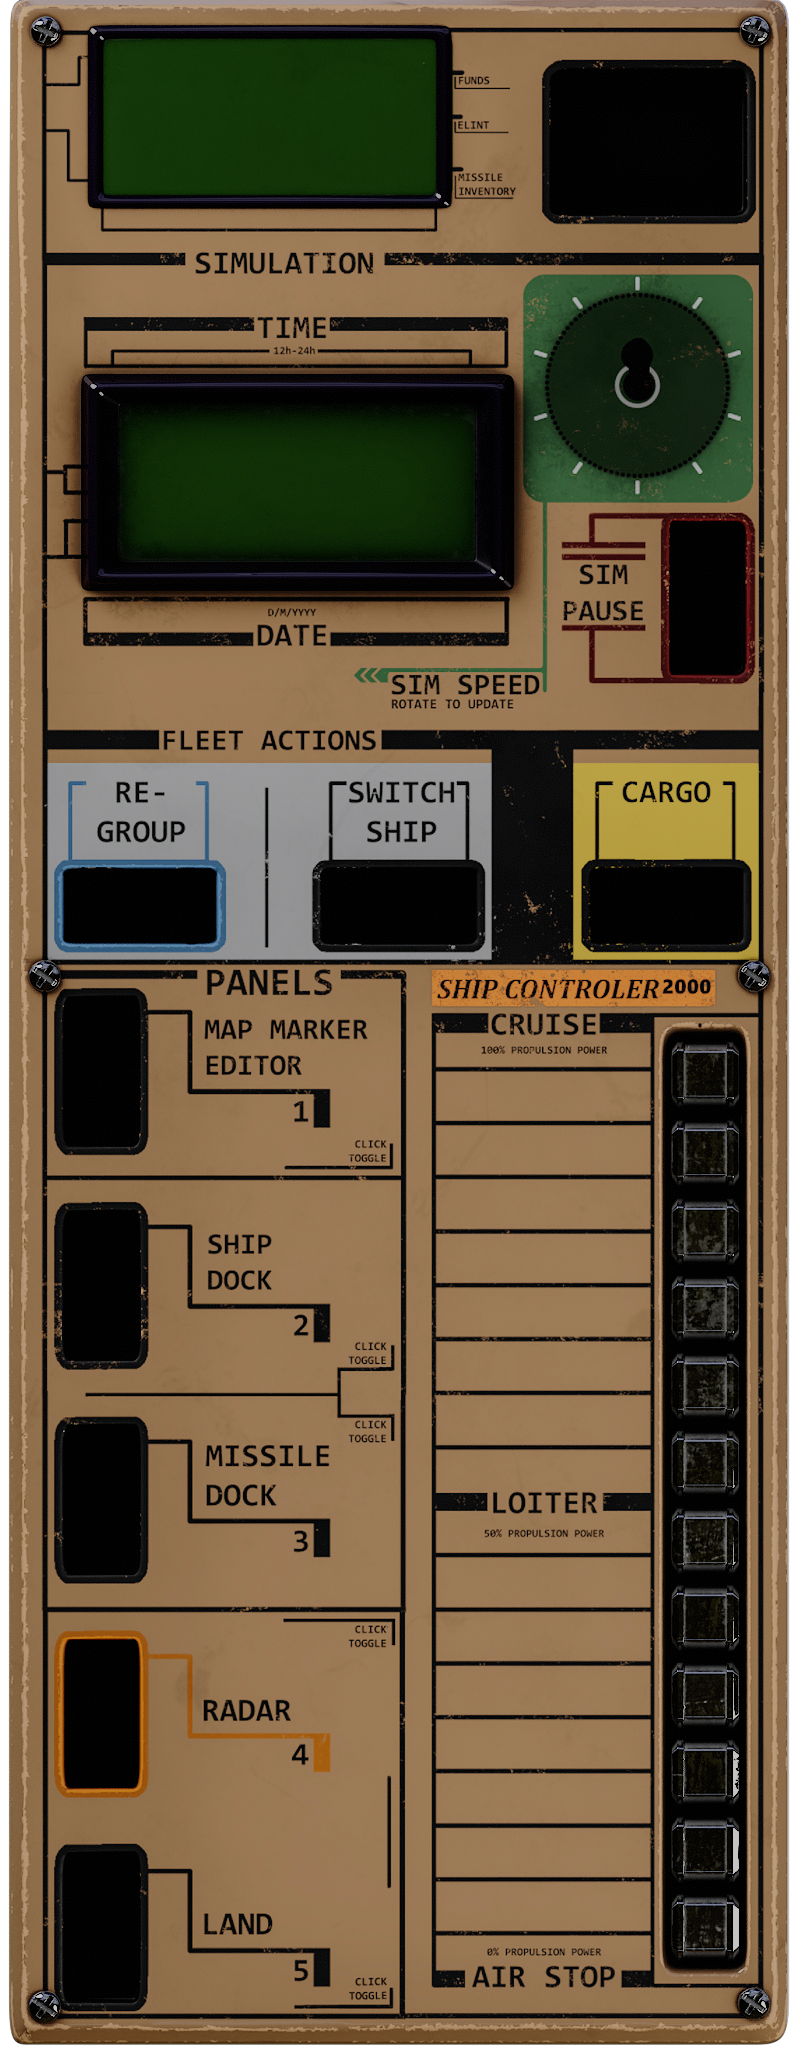 FUNDS
ELINT
MISSILE
INVENTORY
SIMULATION
TIME
12h-24h
SIM
PAUSE
D/M/YYYY
DATE
SIM SPEED
ROTATE TO UPDATE
FLEET ACTIONS
RE-
GROUP
SWITCH
SHIP
CARGO
PANELS
MAP MARKER
EDITOR
1
CLICK
TOGGLE
SHIP
DOCK
2
CLICK
TOGGLE
CLICK
TOGGLE
MISSILE
DOCK
3
CLICK
TOGGLE
RADAR
4
LAND
5
CLICK
TOGGLE
SHIP CONTROLER 2000
CRUISE
100% PROPULSION POWER
LOITER
50% PROPULSION POWER
0% PROPULSION POWER
AIR STOP